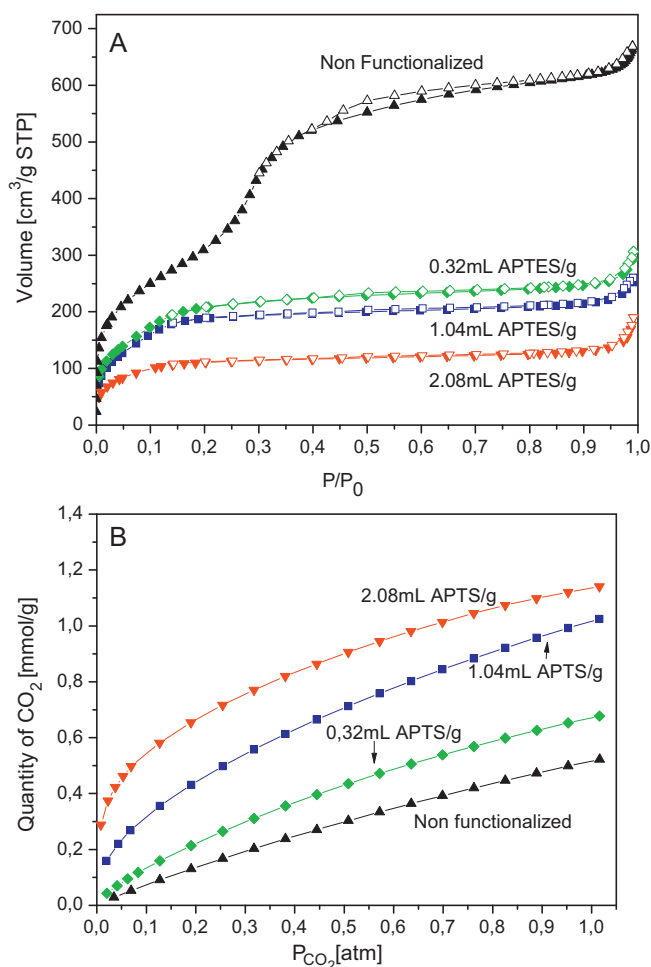 A
Volume [cm³/g STP]
700
600
500
400
300
200
100
0
Non Functionalized
0.32mL APTES/g
1.04mL APTES/g
2.08mL APTES/g
0,0 0,1 0,2 0,3 0,4 0,5 0,6 0,7 0,8 0,9 1,0
P/P₀
B
Quantity of CO₂ [mmol/g]
1,4
1,2
1,0
0,8
0,6
0,4
0,2
0,0
2.08mL APTS/g
1.04mL APTS/g
0,32mL APTS/g
Non functionalized
0,0 0,1 0,2 0,3 0,4 0,5 0,6 0,7 0,8 0,9 1,0
P_CO₂[atm]